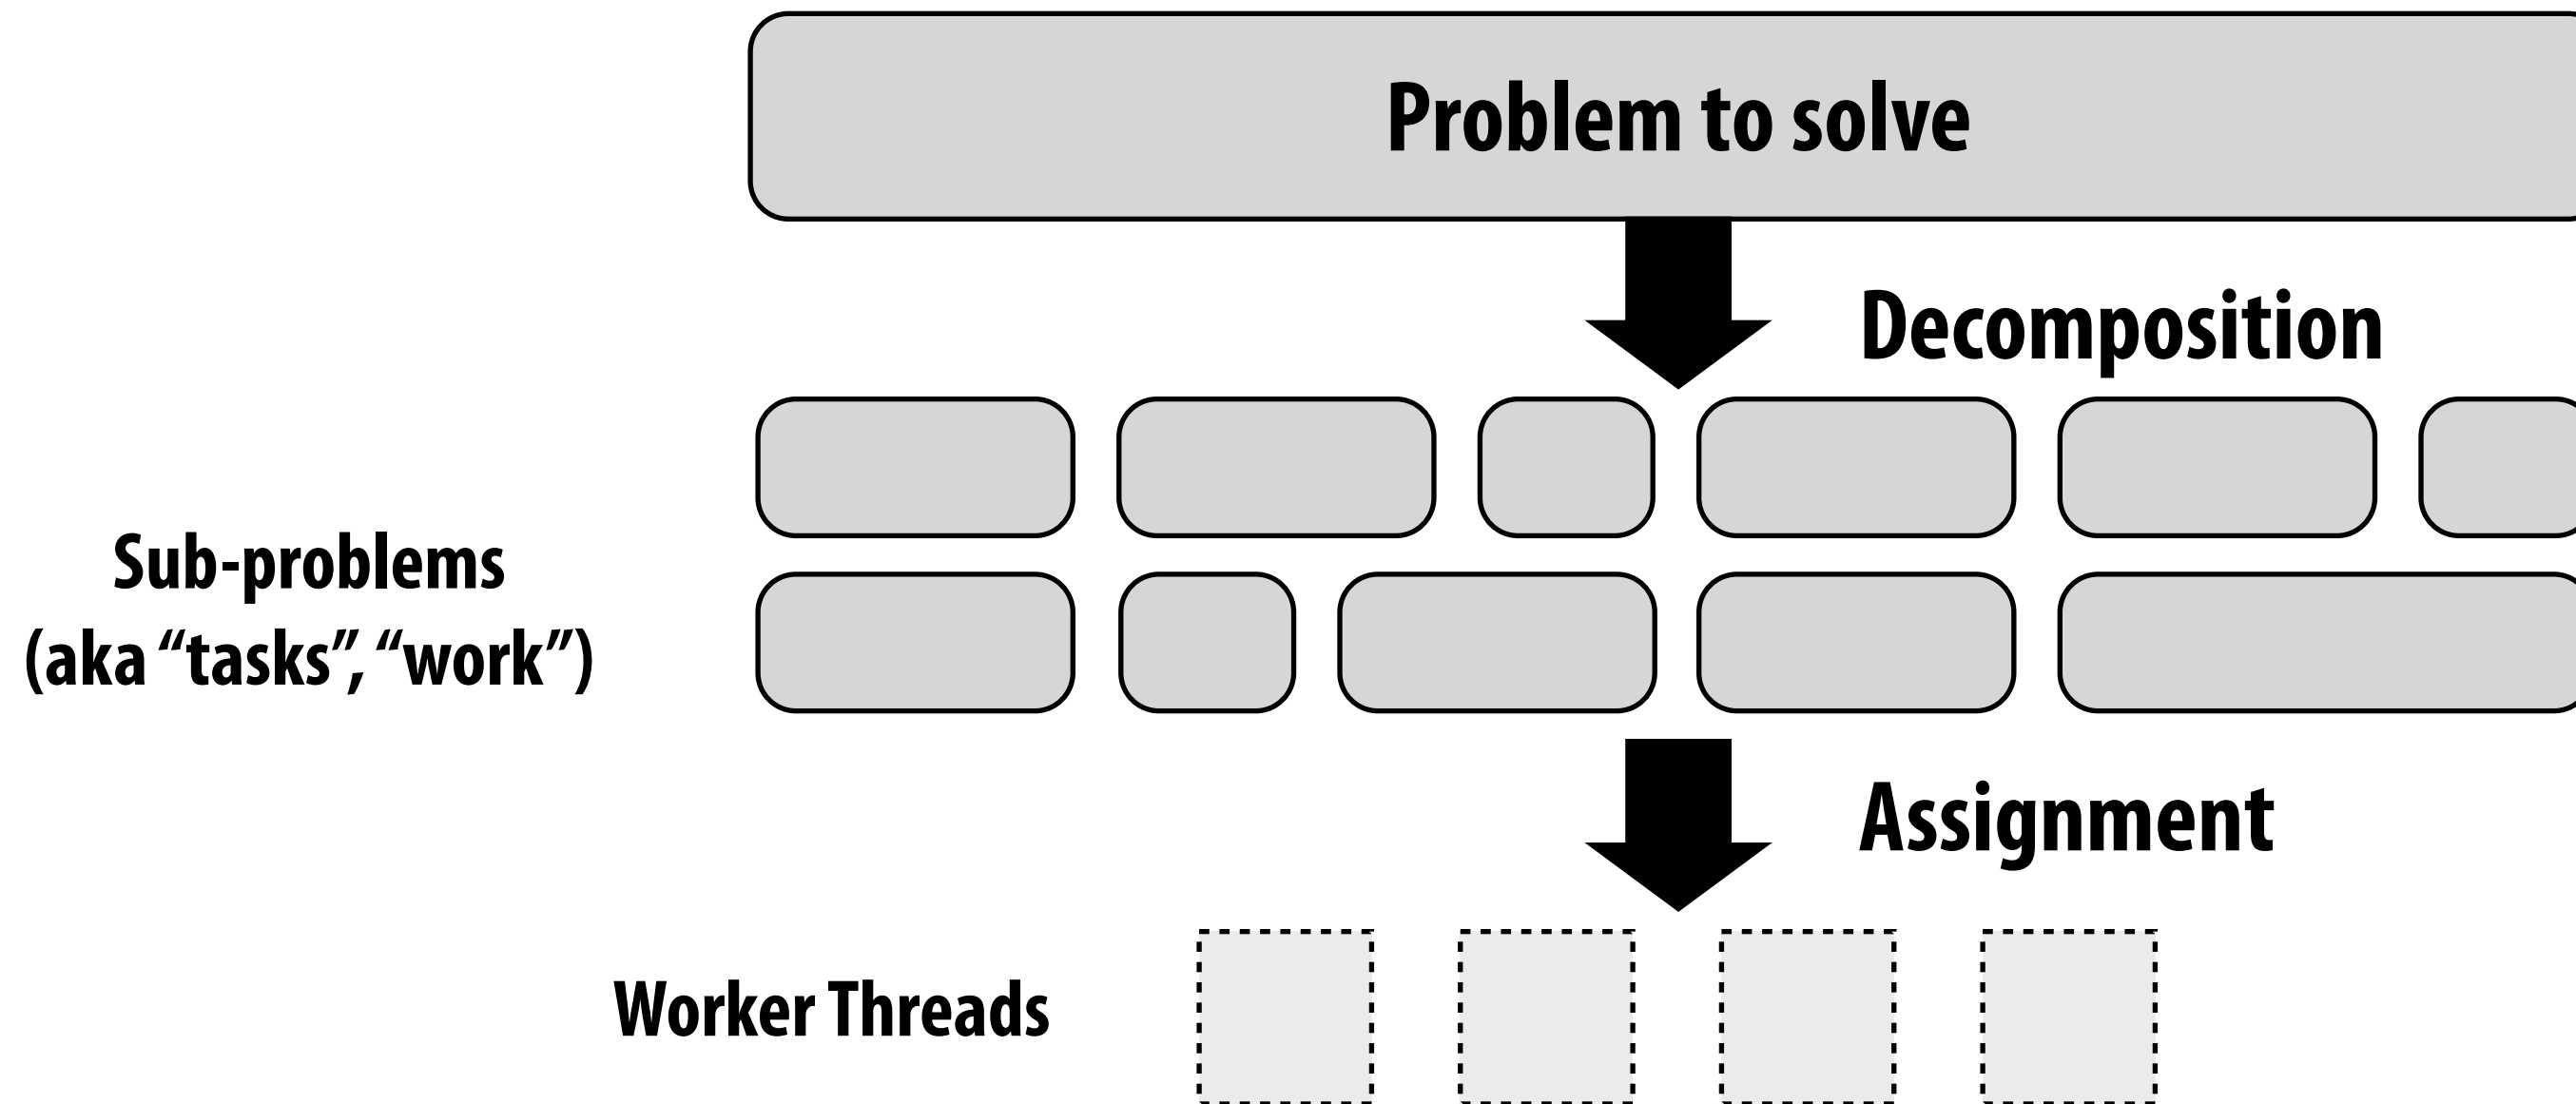 Problem to solve
Decomposition
Sub-problems
(aka “tasks”, “work”)
Assignment
Worker Threads